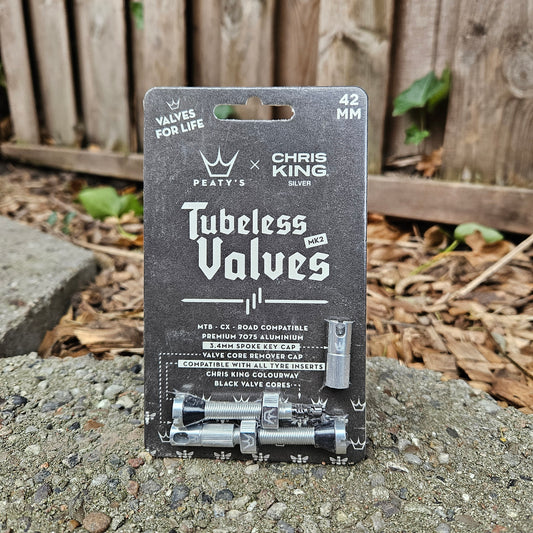 VALVES
FOR LIFE
42
MM
PEATY'S
×
CHRIS
KING
SILVER
Tubeless
Valves
MK2
MTB - CX - ROAD COMPATIBLE
PREMIUM 7075 ALUMINIUM
3.4MM SPOKE KEY CAP
VALVE CORE REMOVER CAP
COMPATIBLE WITH ALL TYRE INSERTS
CHRIS KING COLOURWAY
BLACK VALVE CORES